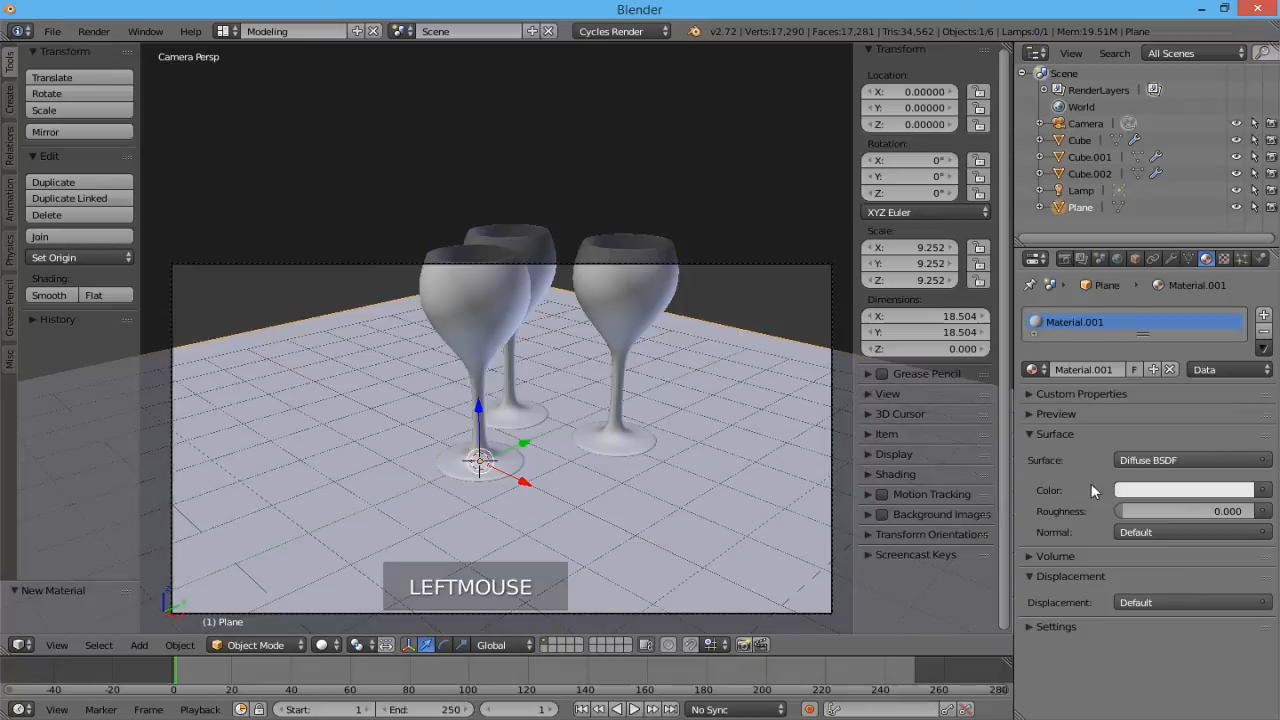 Blender
File Render Window Help Modeling Scene Cycles Render v2.72 | Verts:17,290 | Faces:17,281 | Tris:34,562 | Objects:1/6 | Lamps:0/1 | Mem:19.51M | Plane
Tools
Create
Relations
Animation
Physics
Grease Pencil
Misc
Transform
Translate
Rotate
Scale
Mirror
Edit
Duplicate
Duplicate Linked
Delete
Join
Set Origin
Shading:
Smooth Flat
History
New Material
Camera Persp
LEFTMOUSE
(1) Plane
Transform
Location:
X: 0.00000
Y: 0.00000
Z: 0.00000
Rotation:
X: 0°
Y: 0°
Z: 0°
XYZ Euler
Scale:
X: 9.252
Y: 9.252
Z: 9.252
Dimensions:
X: 18.504
Y: 18.504
Z: 0.000
Grease Pencil
View
3D Cursor
Item
Display
Shading
Motion Tracking
Background Images
Transform Orientations
Screencast Keys
View Search All Scenes
Scene
RenderLayers
World
Camera
Cube
Cube.001
Cube.002
Lamp
Plane
Plane Material.001
Material.001
Material.001 F Data
Custom Properties
Preview
Surface
Surface: Diffuse BSDF
Color:
Roughness: 0.000
Normal: Default
Volume
Displacement
Displacement: Default
Settings
View Select Add Object Object Mode Global
-40 -20 0 20 40 60 80 100 120 140 160 180 200 220 240 260 280
View Marker Frame Playback Start: 1 End: 250 1 No Sync